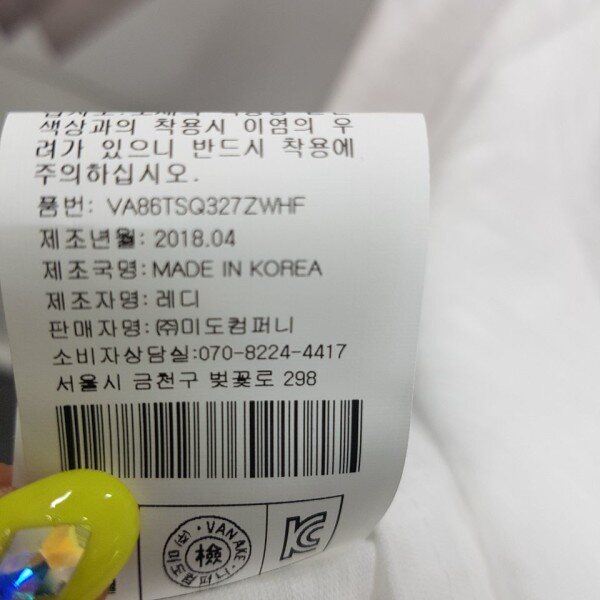 색상과의 착용시 이염의 우
려가 있으니 반드시 착용에
주의하십시오.
품번: VA86TSQ327ZWHF
제조년월: 2018.04
제조국명:MADE IN KOREA
제조자명:레디
판매자명:㈜미도컴퍼니
소비자상담실:070-8224-4417
서울시 금천구 벚꽃로 298
VAN AKE
檢
KC